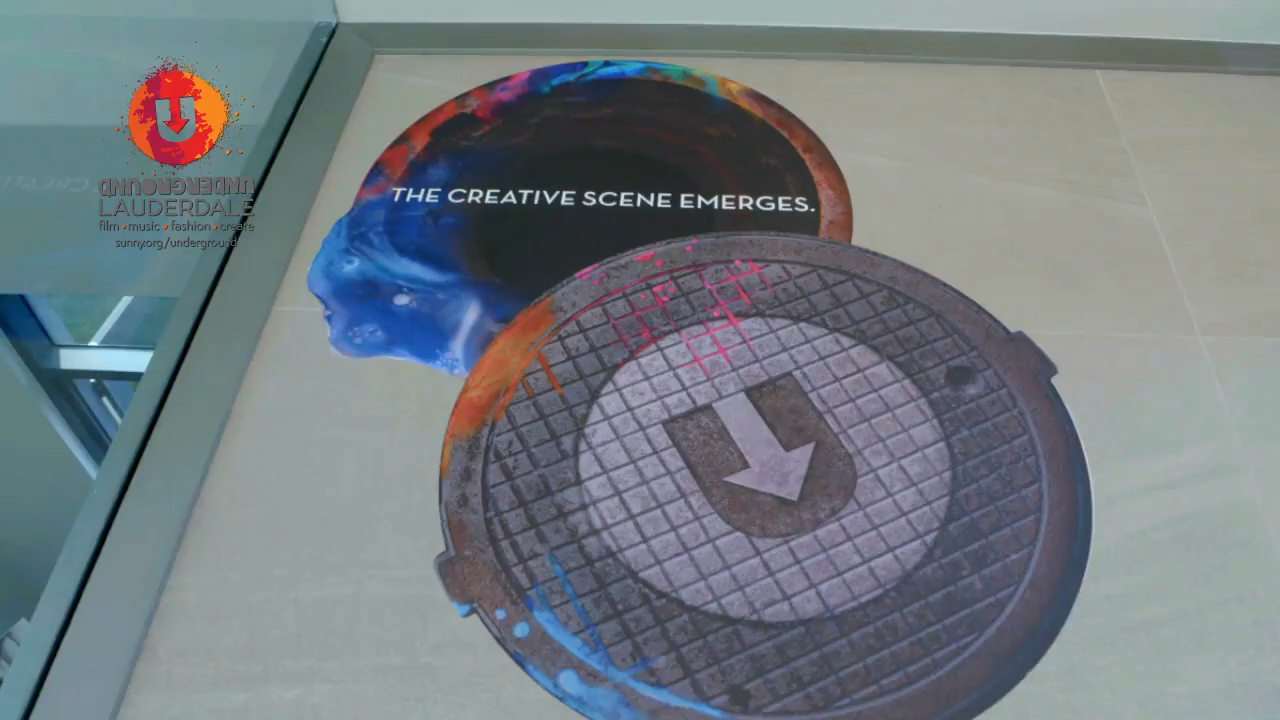 U
UNDERGROUND
LAUDERDALE
film • music • fashion • create
sunny.org/underground
THE CREATIVE SCENE EMERGES.